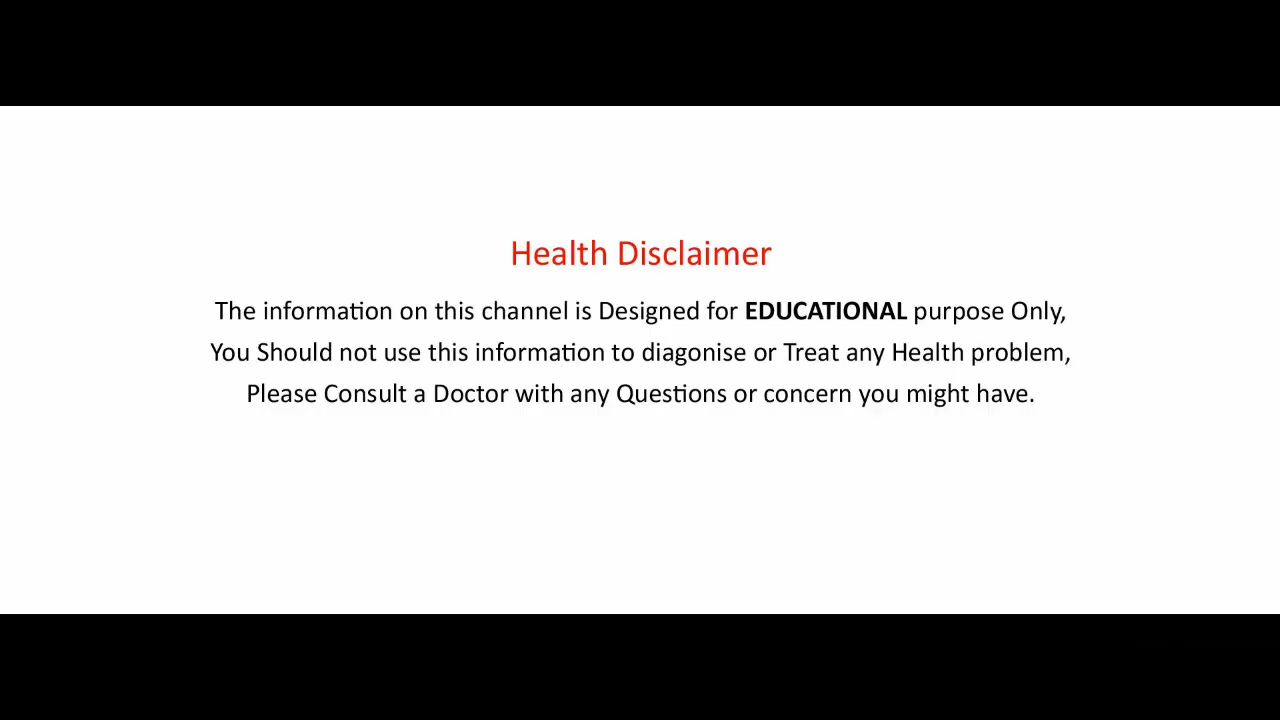 Health Disclaimer
The information on this channel is Designed for EDUCATIONAL purpose Only,
You Should not use this information to diagonise or Treat any Health problem,
Please Consult a Doctor with any Questions or concern you might have.